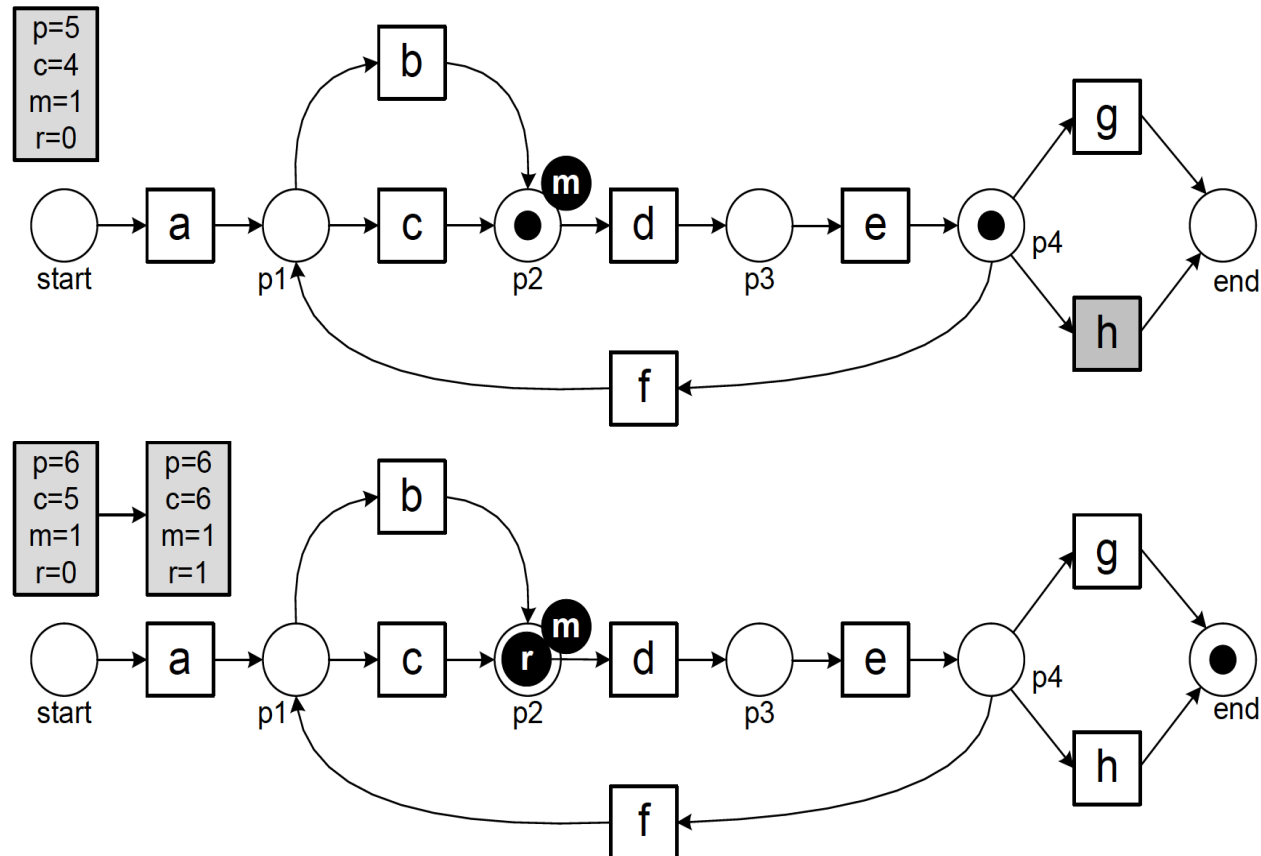 p=5
c=4
m=1
r=0
b
g
m
start
a
p1
c
p2
d
p3
e
p4
end
h
f
p=6
c=5
m=1
r=0
p=6
c=6
m=1
r=1
b
g
m
start
a
p1
c
r
p2
d
p3
e
p4
end
h
f